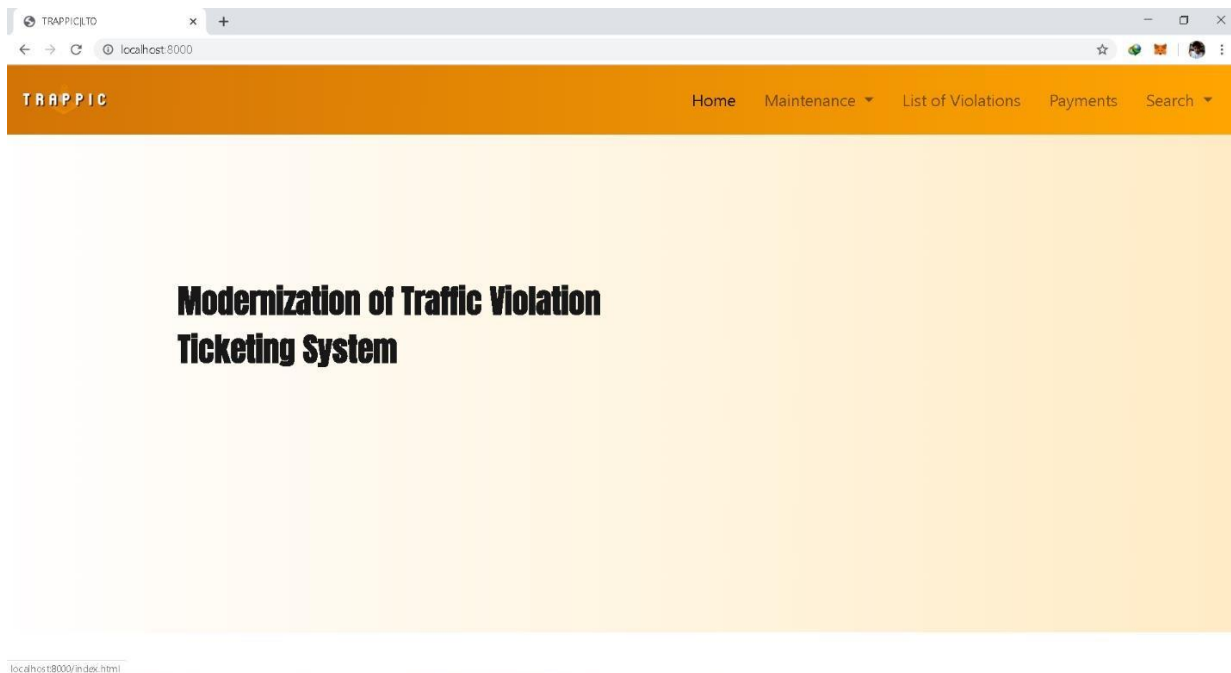 TRAPPIC|LTO
localhost:8000
TRAPPIC
Home Maintenance List of Violations Payments Search
Modernization of Traffic Violation
Ticketing System
localhost:8000/index.html